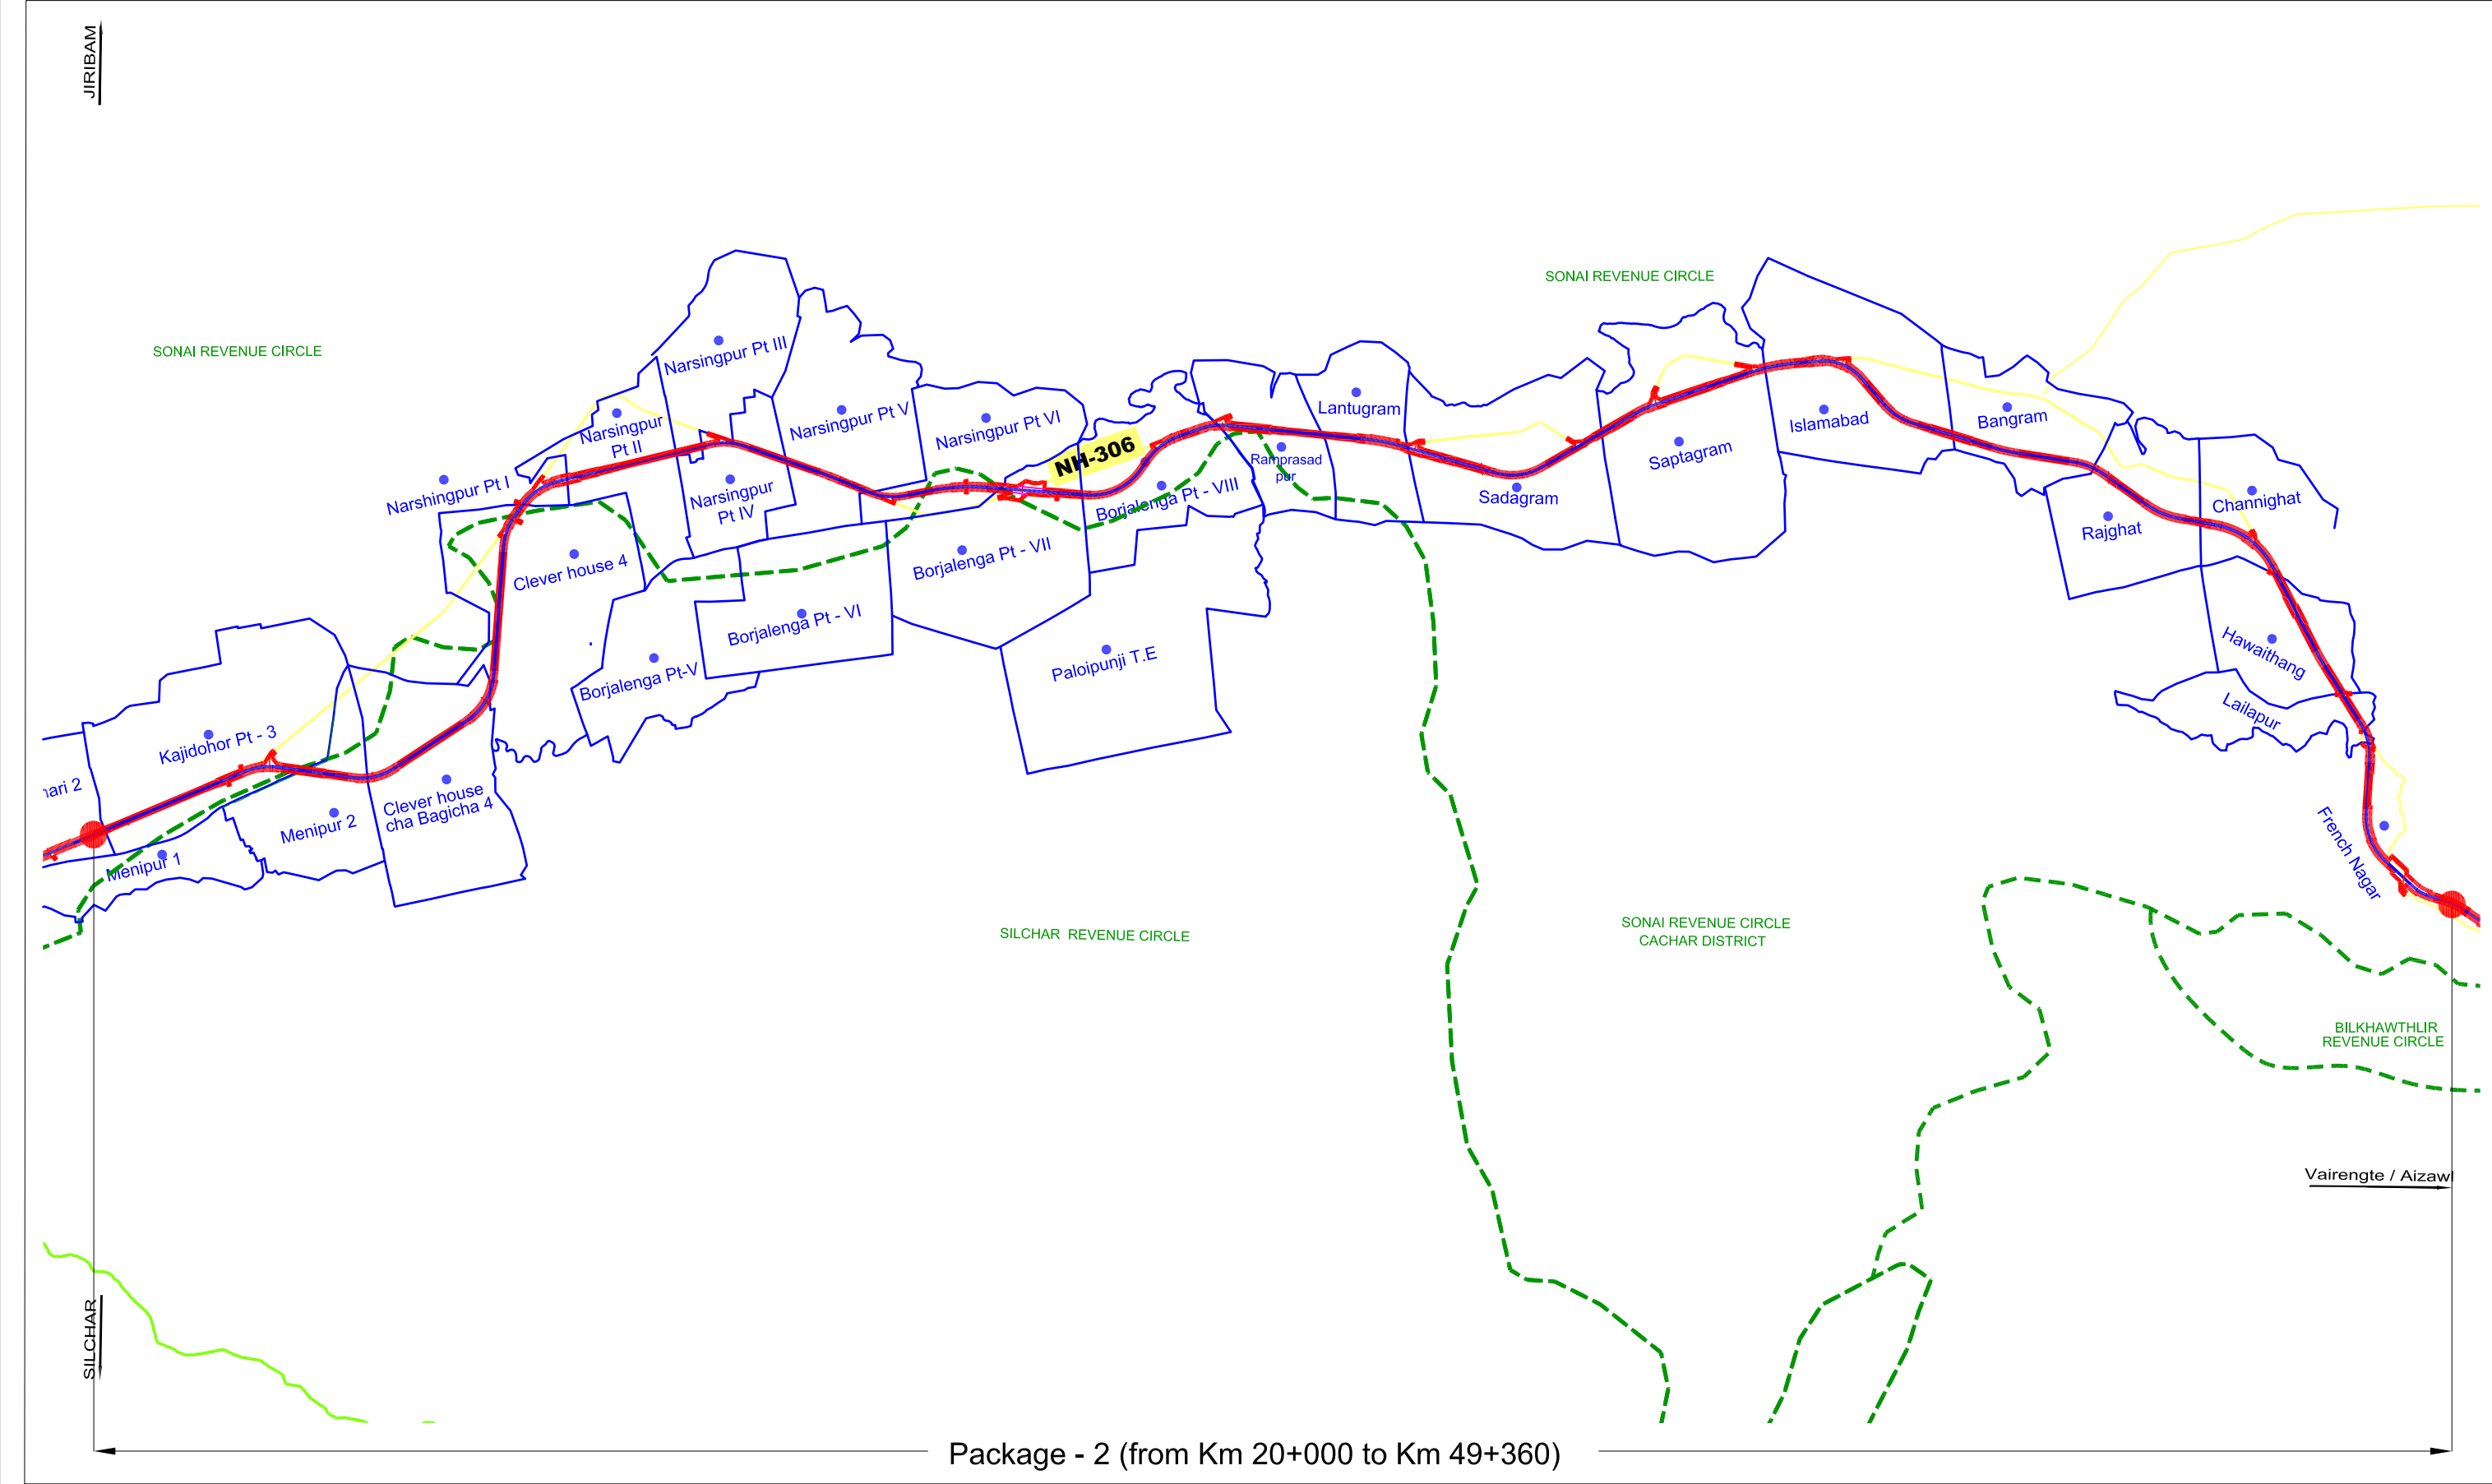 JIRIBAM
SONAI REVENUE CIRCLE
SONAI REVENUE CIRCLE
Narsingpur Pt III
Narsingpur
Pt II
Narsingpur Pt V
Narsingpur Pt VI
Lantugram
Islamabad
Bangram
NH-306
Ramprasad
pur
Saptagram
Narshingpur Pt I
Narsingpur
Pt IV
Borjalenga Pt - VIII
Sadagram
Channighat
Rajghat
Clever house 4
Borjalenga Pt - VII
Borjalenga Pt - VI
Borjalenga Pt-V
Paloipunji T.E
Hawaithang
Lailapur
Kajidohor Pt - 3
hari 2
Clever house
cha Bagicha 4
Menipur 2
Menipur 1
French Nagar
SILCHAR REVENUE CIRCLE
SONAI REVENUE CIRCLE
CACHAR DISTRICT
BILKHAWTHLIR
REVENUE CIRCLE
Vairengte / Aizawl
SILCHAR
Package - 2 (from Km 20+000 to Km 49+360)